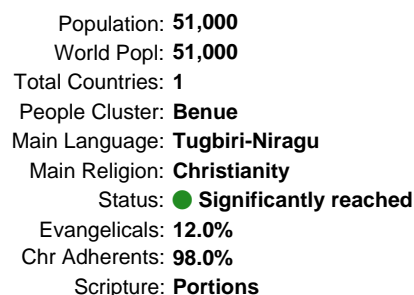 Population: 51,000
World Popl: 51,000
Total Countries: 1
People Cluster: Benue
Main Language: Tugbiri-Niragu
Main Religion: Christianity
Status: Significantly reached
Evangelicals: 12.0%
Chr Adherents: 98.0%
Scripture: Portions